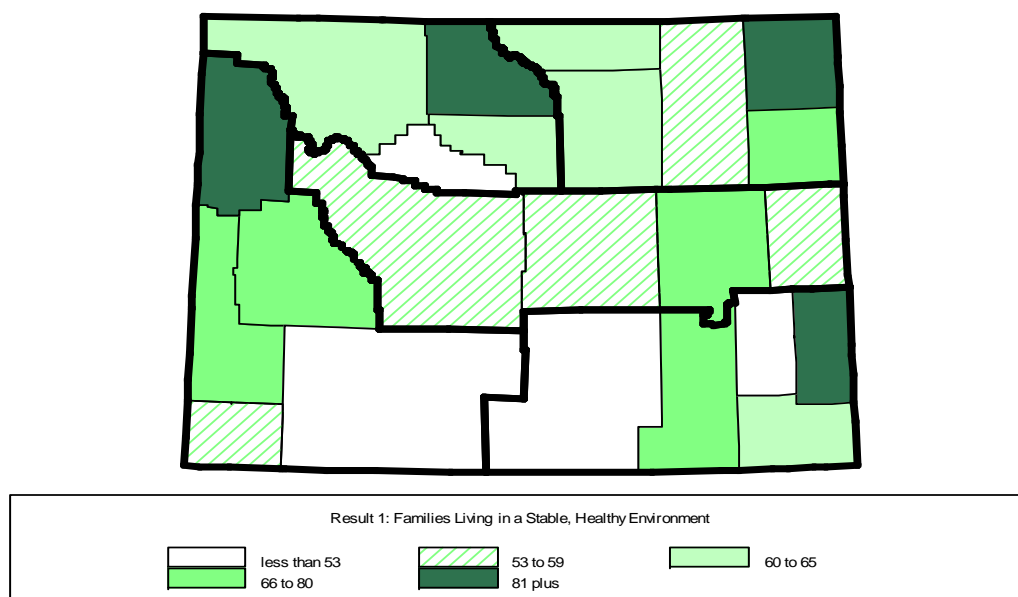 Result 1: Families Living in a Stable, Healthy Environment
less than 53 53 to 59 60 to 65
66 to 80 81 plus